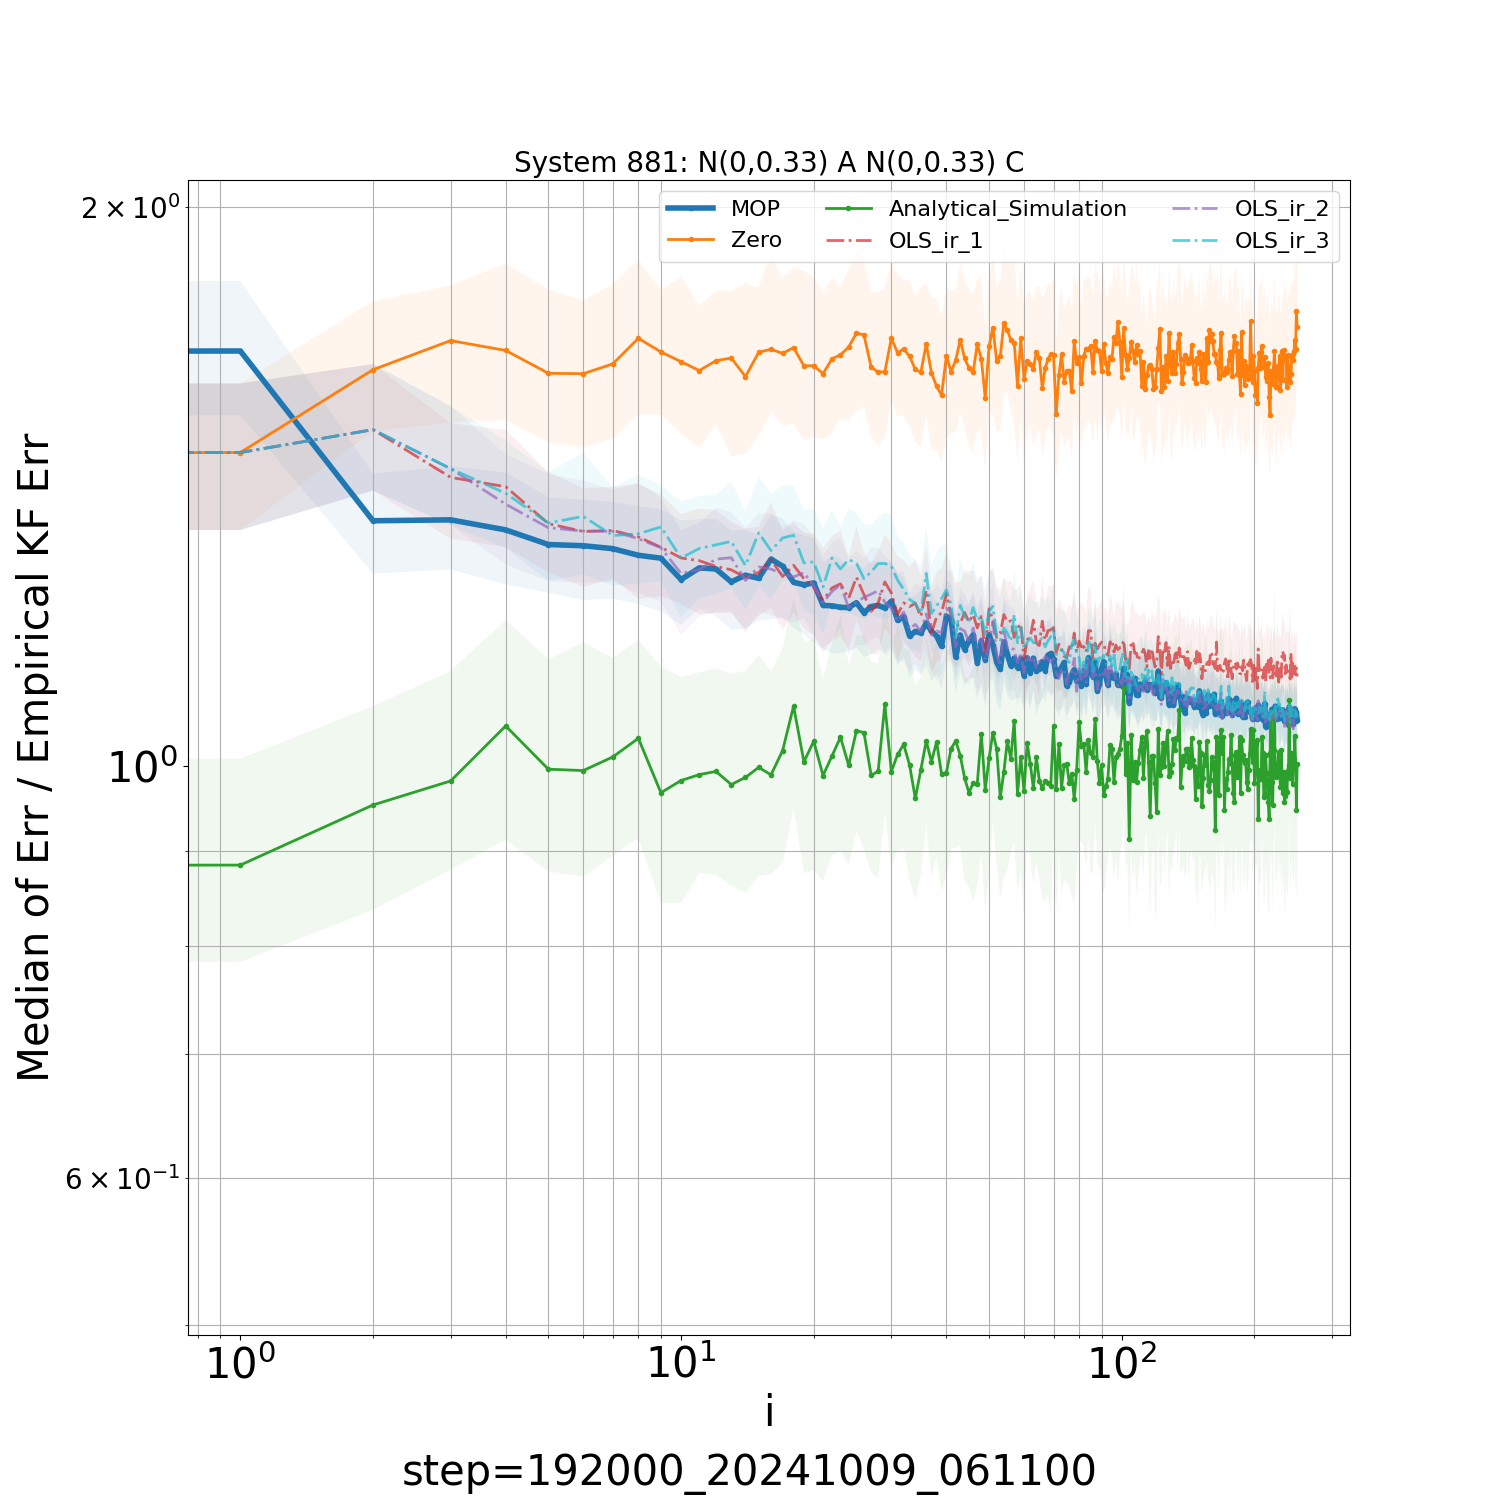 System 881: N(0,0.33) A N(0,0.33) C
MOP
Zero
Analytical_Simulation
OLS_ir_1
OLS_ir_2
OLS_ir_3
2 × 10⁰
10⁰
6 × 10⁻¹
Median of Err / Empirical KF Err
10⁰ 10¹ 10²
i
step=192000_20241009_061100